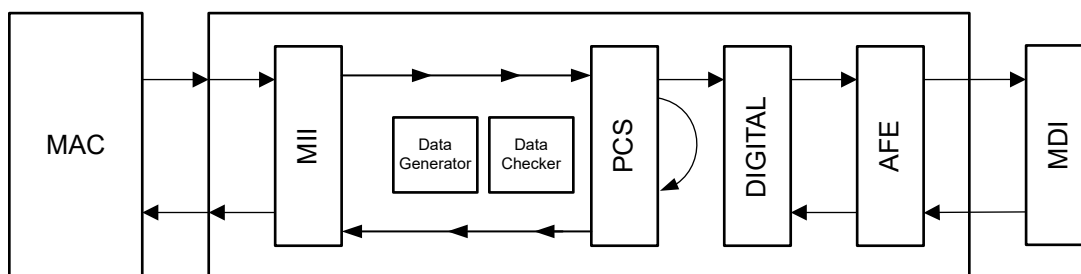 MAC
MII
Data
Generator
Data
Checker
PCS
DIGITAL
AFE
MDI